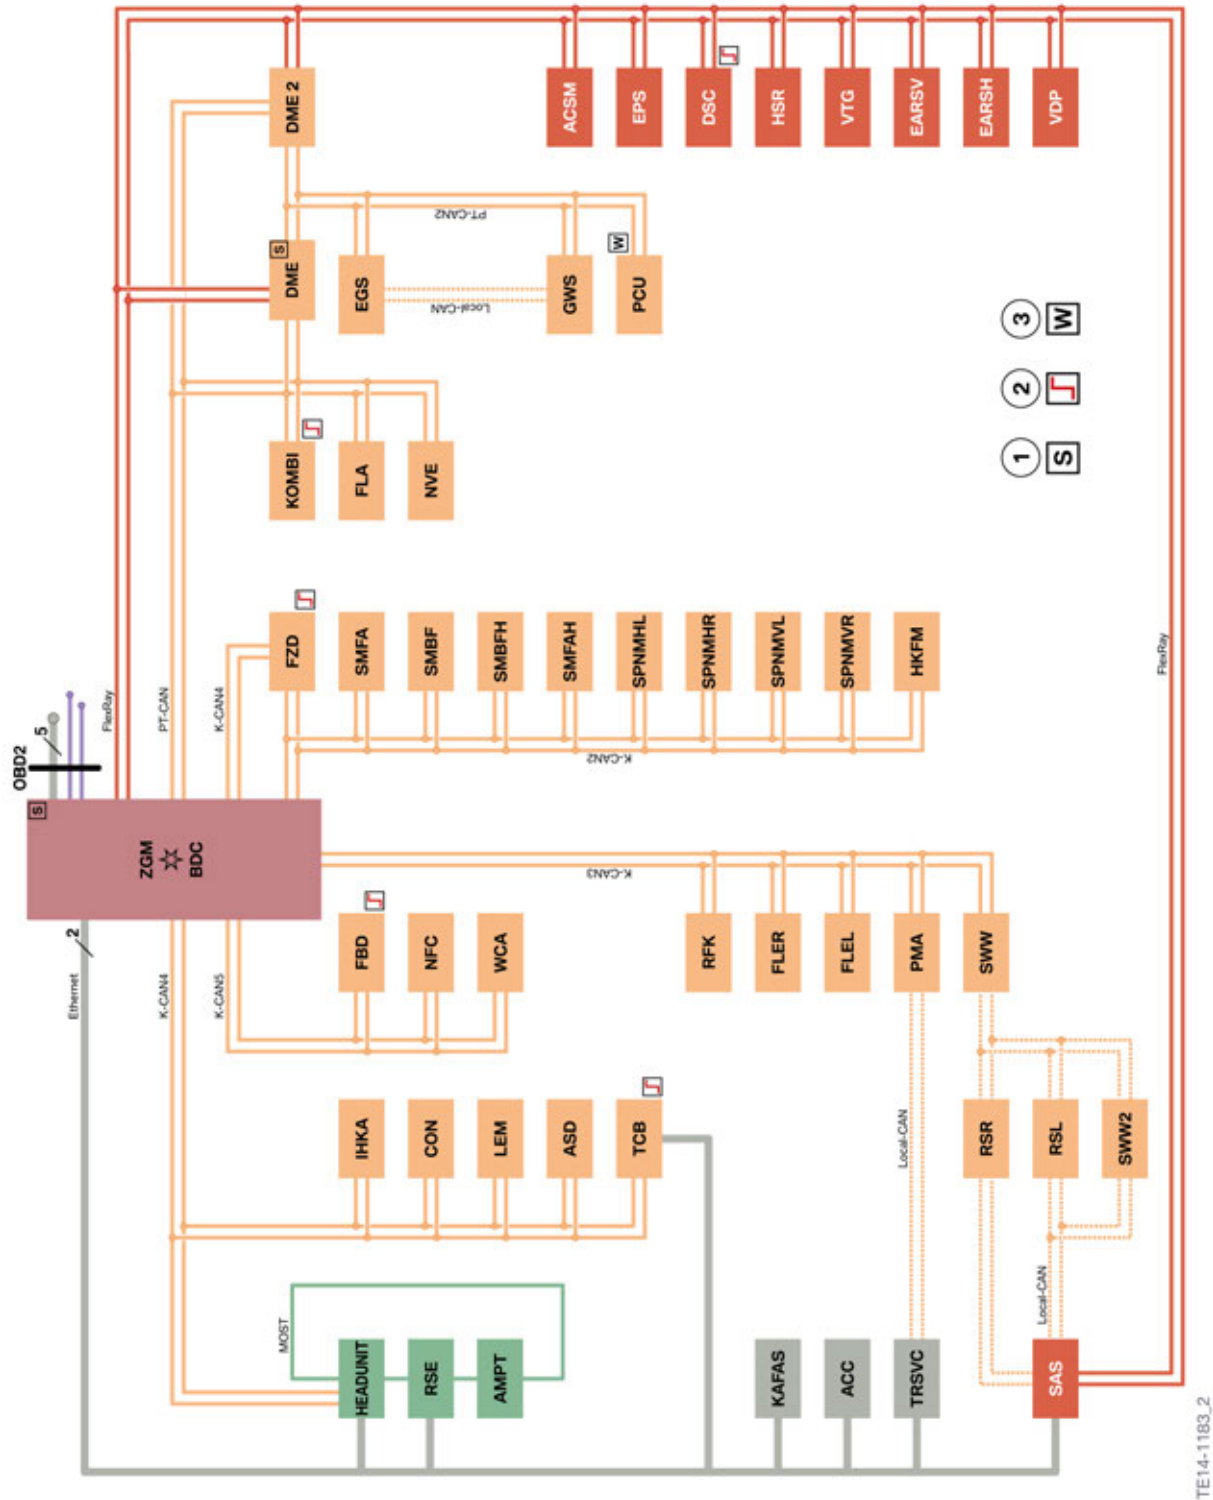 OBD2
5
S
ZGM
BDC
2
Ethernet
K-CAN4
K-CAN5
FlexRay
PT-CAN
K-CAN4
K-CAN2
K-CAN3
DME 2
S
DME
PT-CAN2
EGS
Local-CAN
GWS
PCU
W
KOMBI
FLA
NVE
ACSM
EPS
DSC
HSR
VTG
EARSV
EARSH
VDP
FZD
SMFA
SMBF
SMBFH
SMFAH
SPNMHL
SPNMHR
SPNMVL
SPNMVR
HKFM
FlexRay
FBD
NFC
WCA
RFK
FLER
FLEL
PMA
SWW
IHKA
CON
LEM
ASD
TCB
Local-CAN
RSR
RSL
SWW2
Local-CAN
MOST
HEADUNIT
RSE
AMPT
KAFAS
ACC
TRSVC
SAS
1
S
2
3
W
TE14-1183_2